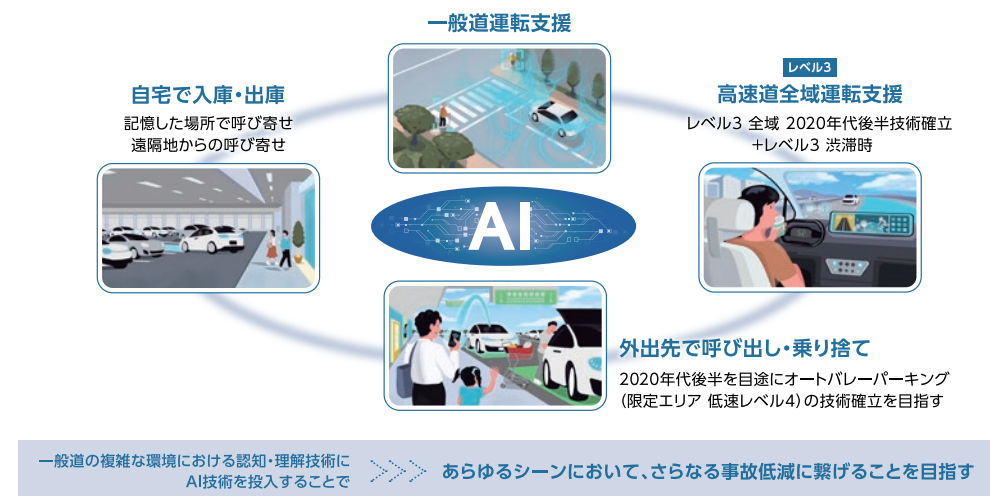 一般道運転支援
自宅で入庫・出庫
記憶した場所で呼び寄せ
遠隔地からの呼び寄せ
レベル3
高速道全域運転支援
レベル3 全域 2020年代後半技術確立
+レベル3 渋滞時
AI
外出先で呼び出し・乗り捨て
2020年代後半を目途にオートバレーパーキング
(限定エリア 低速レベル4)の技術確立を目指す
一般道の複雑な環境における認知・理解技術に
AI技術を投入することで
あらゆるシーンにおいて、さらなる事故低減に繋げることを目指す